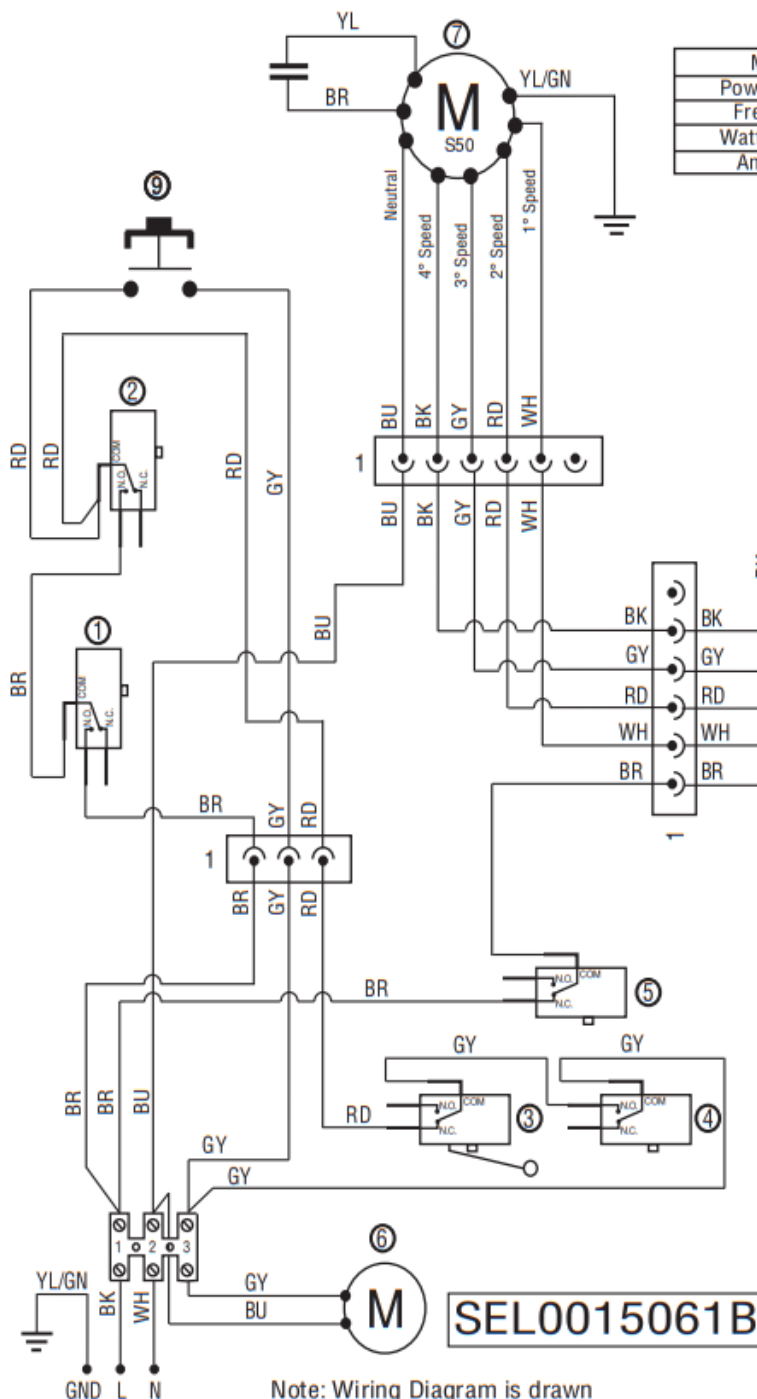 YL
⑦
YL/GN
BR
M
S50
M
Pow
Fre
Watt
An
⑨
Neutral
4° Speed
3° Speed
2° Speed
1° Speed
②
COM
N.O.
N.C.
RD
RD
RD
GY
BU
BK
GY
RD
WH
1
BU
BK
GY
RD
WH
①
COM
N.O.
N.C.
BR
BU
BK
BK
GY
GY
RD
RD
WH
WH
BR
BR
1
BR
GY
RD
1
BR
GY
RD
N.O.
COM
N.C.
⑤
BR
GY
GY
BR
BR
BU
RD
N.O.
COM
N.C.
③
N.O.
COM
N.C.
④
GY
GY
1
2
3
⑥
YL/GN
BK
WH
GY
BU
M
SEL0015061B
GND
L
N
Note: Wiring Diagram is drawn